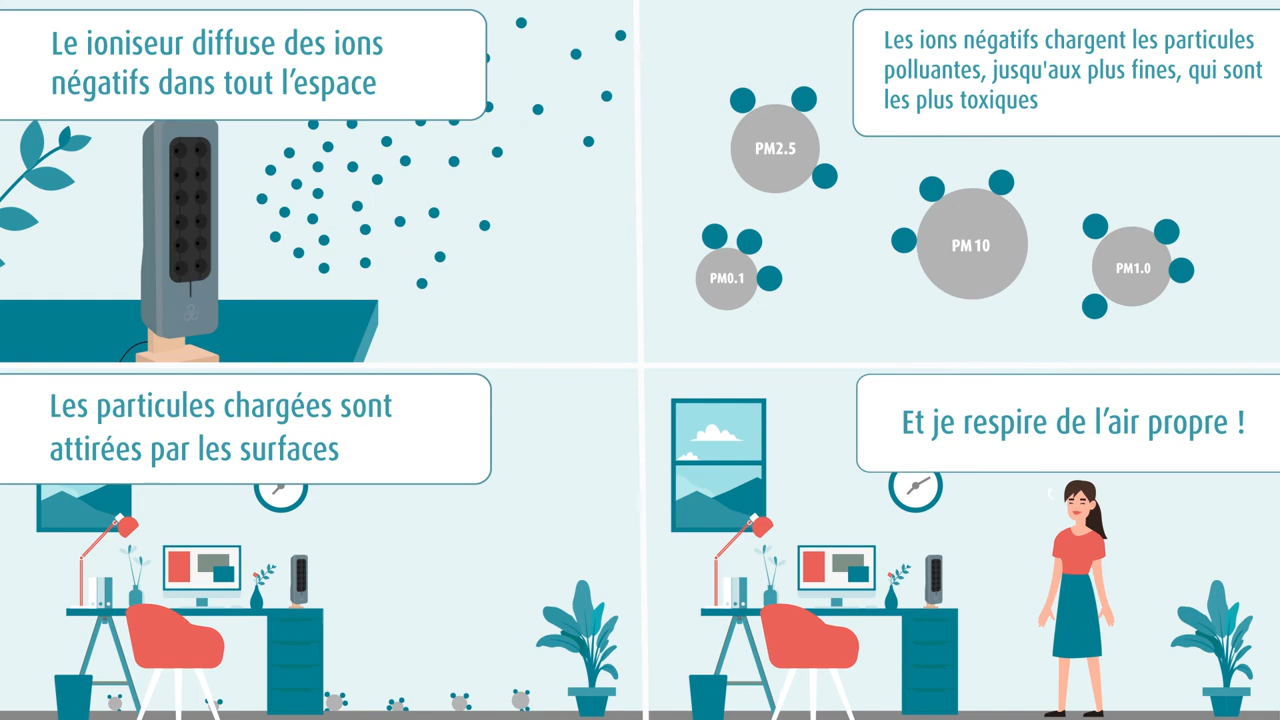 Le ioniseur diffuse des ions
négatifs dans tout l’espace
Les ions négatifs chargent les particules
polluantes, jusqu'aux plus fines, qui sont
les plus toxiques
PM2.5
PM10
PM0.1
PM1.0
Les particules chargées sont
attirées par les surfaces
Et je respire de l’air propre !